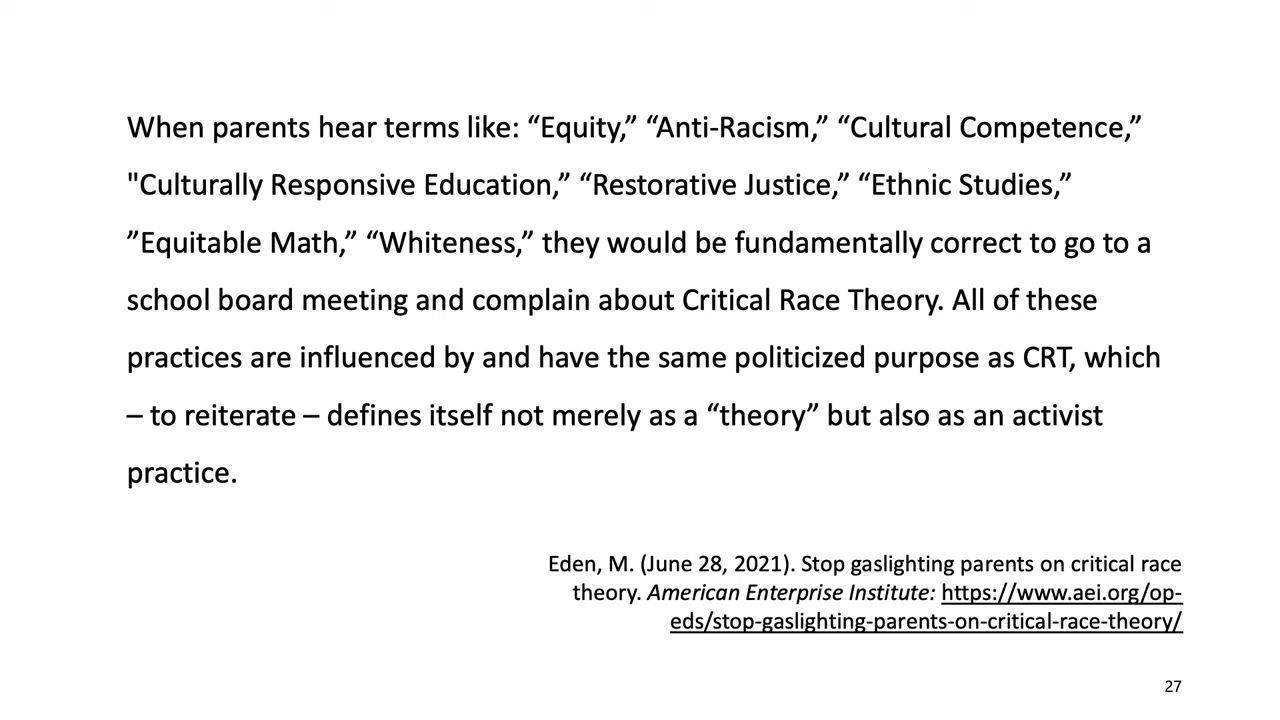 When parents hear terms like: “Equity,” “Anti-Racism,” “Cultural Competence,”
"Culturally Responsive Education,” “Restorative Justice,” “Ethnic Studies,”
”Equitable Math,” “Whiteness,” they would be fundamentally correct to go to a
school board meeting and complain about Critical Race Theory. All of these
practices are influenced by and have the same politicized purpose as CRT, which
– to reiterate – defines itself not merely as a “theory” but also as an activist
practice.
Eden, M. (June 28, 2021). Stop gaslighting parents on critical race
theory. American Enterprise Institute: https://www.aei.org/op-
eds/stop-gaslighting-parents-on-critical-race-theory/
27